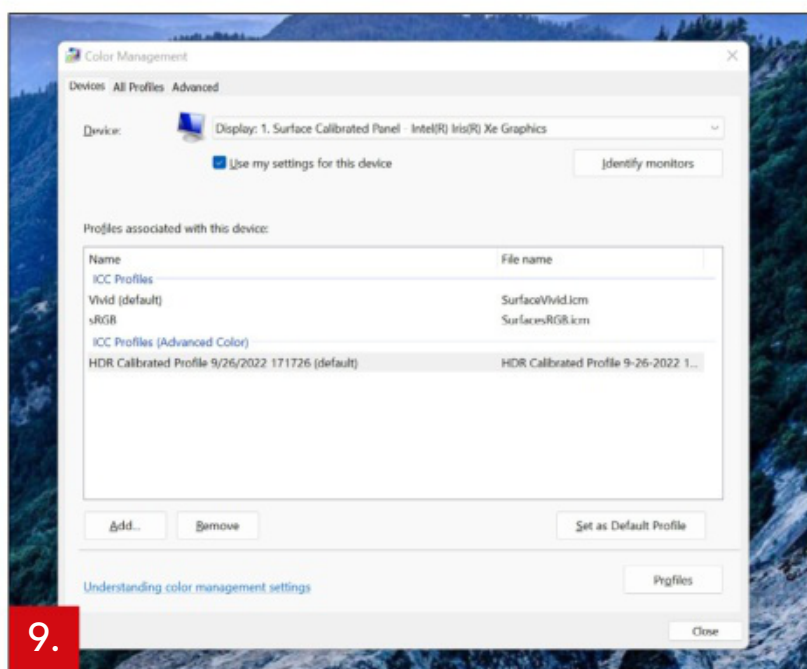 Color Management
Devices All Profiles Advanced
Device: Display: 1. Surface Calibrated Panel - Intel(R) Iris(R) Xe Graphics
Use my settings for this device Identify monitors
Profiles associated with this device:
Name File name
ICC Profiles
Vivid (default) SurfaceVivid.icm
sRGB SurfacesRGB.icm
ICC Profiles (Advanced Color)
HDR Calibrated Profile 9/26/2022 171726 (default) HDR Calibrated Profile 9-26-2022 1...
Add... Remove Set as Default Profile
Understanding color management settings Profiles
Close
9.